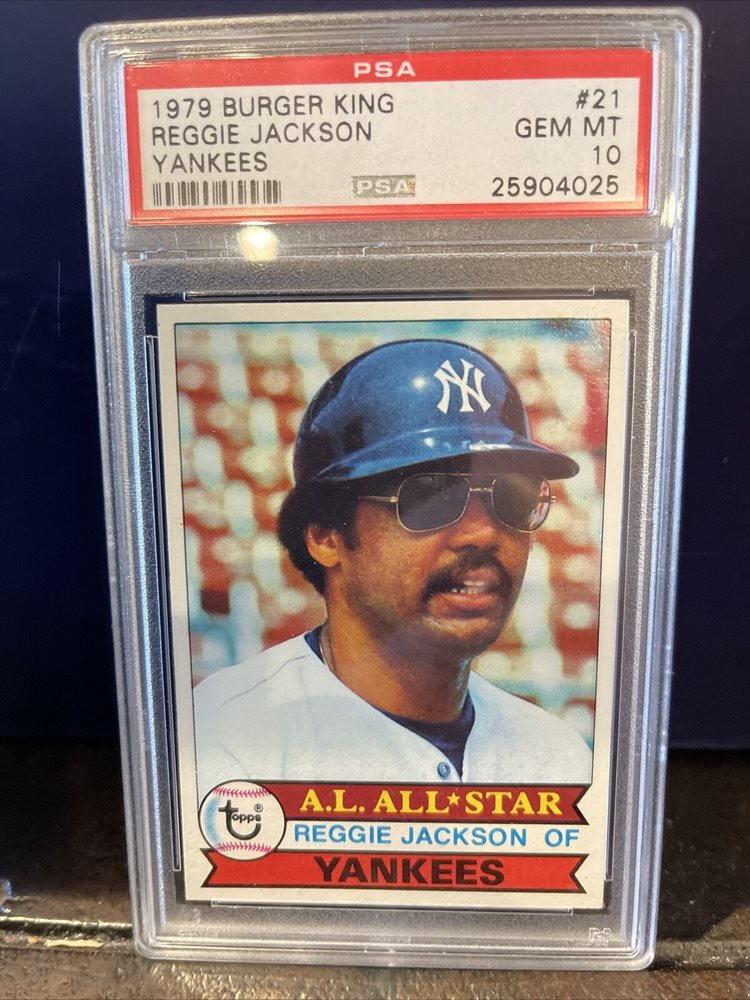 PSA
1979 BURGER KING #21
REGGIE JACKSON GEM MT
YANKEES 10
PSA 25904025
NY
A.L. ALL★STAR
topps®
REGGIE JACKSON OF
YANKEES